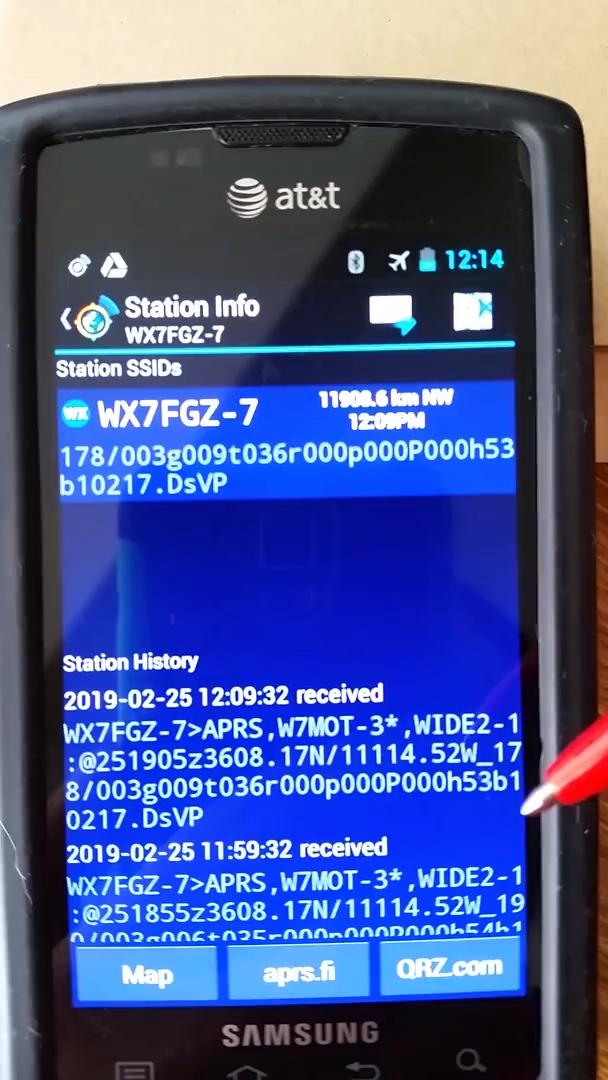 at&t
12:14
Station Info
WX7FGZ-7
Station SSIDs
WX WX7FGZ-7 11908.6 km NW
12:09PM
178/003g009t036r000p000P000h53
b10217.DsVP
Station History
2019-02-25 12:09:32 received
WX7FGZ-7>APRS,W7MOT-3*,WIDE2-1
:@251905z3608.17N/11114.52W_17
8/003g009t036r000p000P000h53b1
0217.DsVP
2019-02-25 11:59:32 received
WX7FGZ-7>APRS,W7MOT-3*,WIDE2-1
:@251855z3608.17N/11114.52W_19
0/003g006t035r000p000P000h54b1
Map aprs.fi QRZ.com
SAMSUNG